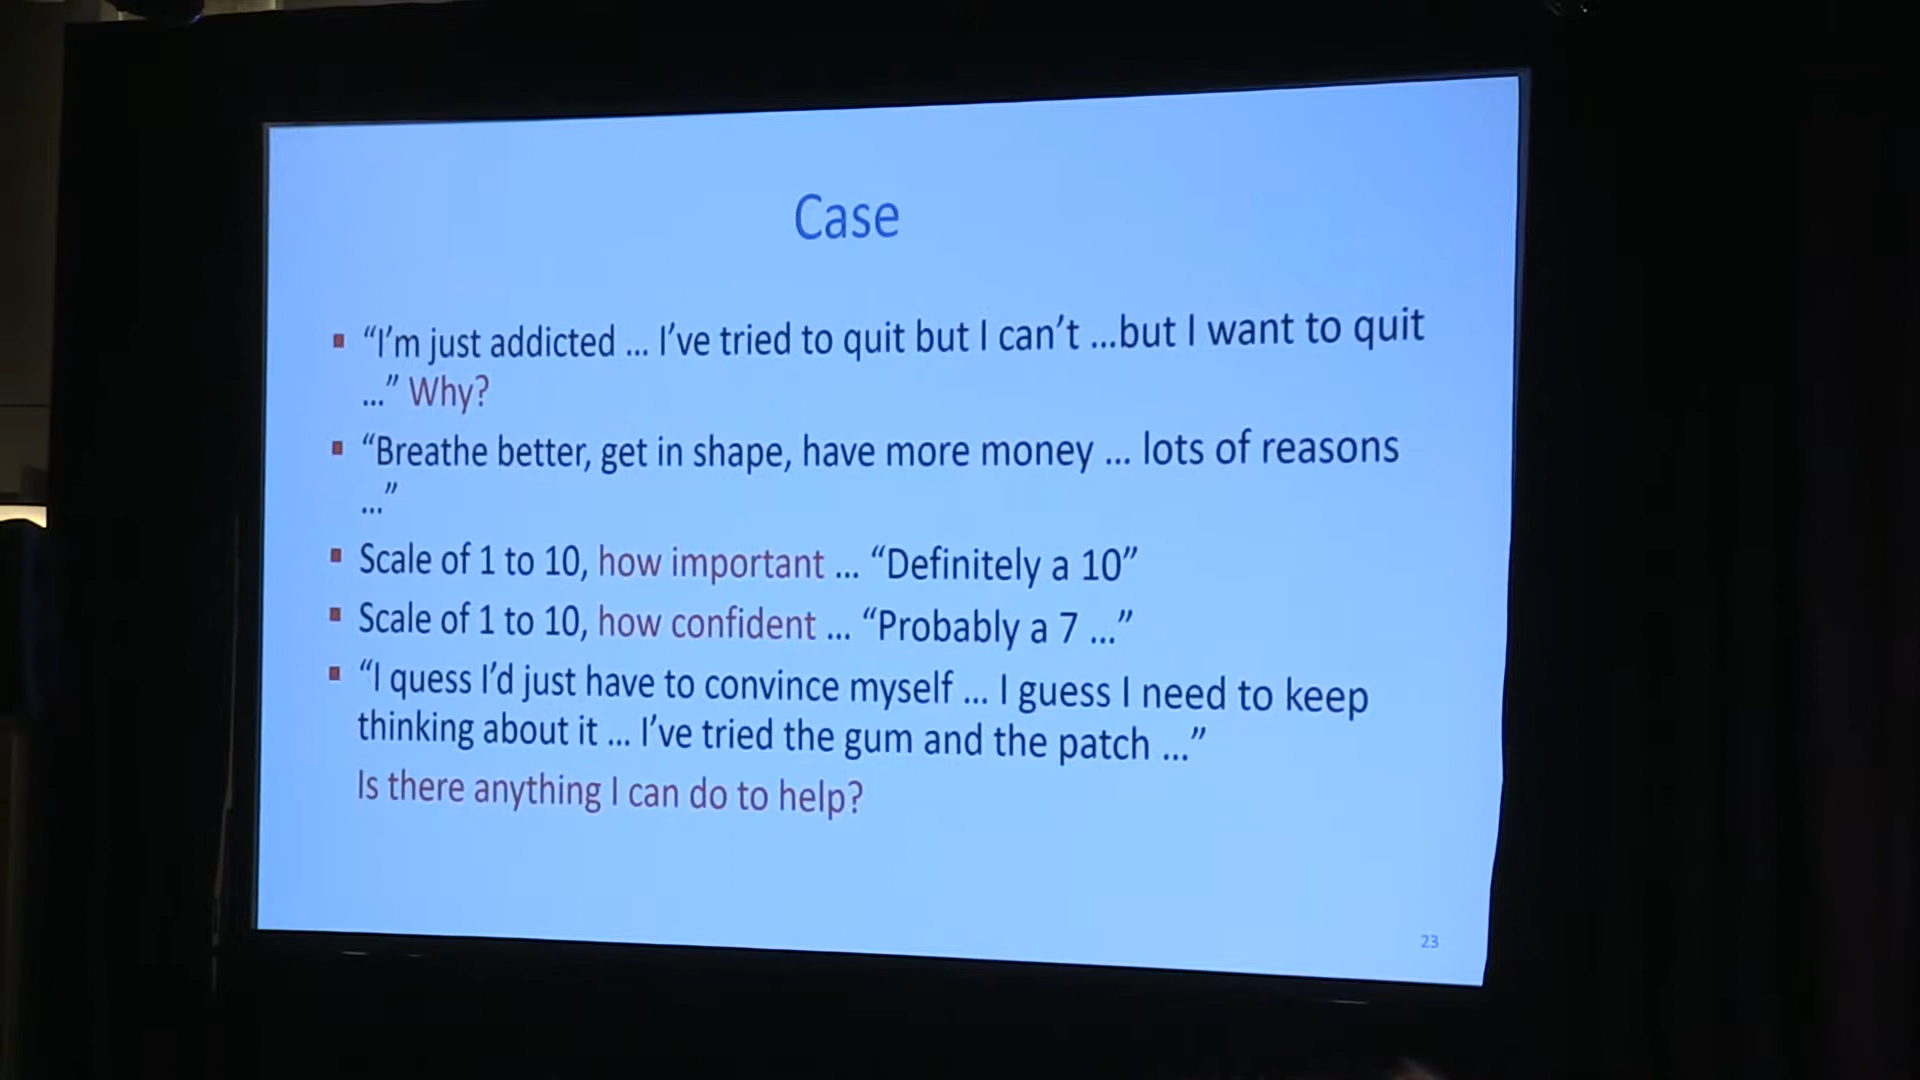 Case
“I’m just addicted ... I’ve tried to quit but I can’t ...but I want to quit
...” Why?
“Breathe better, get in shape, have more money ... lots of reasons
...”
Scale of 1 to 10, how important ... “Definitely a 10”
Scale of 1 to 10, how confident ... “Probably a 7 ...”
“I quess I’d just have to convince myself ... I guess I need to keep
thinking about it ... I’ve tried the gum and the patch ...”
Is there anything I can do to help?
23